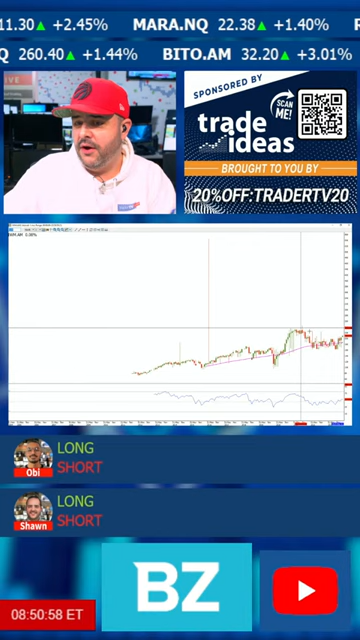 11.30▲ +2.45% MARA.NQ 22.38▲ +1.40%
Q 260.40▲ +1.44% BITO.AM 32.20▲ +3.01%
SPONSORED BY
SCAN ME!
trade ideas
BROUGHT TO YOU BY
20%OFF:TRADERTV20
LONG
SHORT
Obi
LONG
SHORT
Shawn
BZ
08:50:58 ET